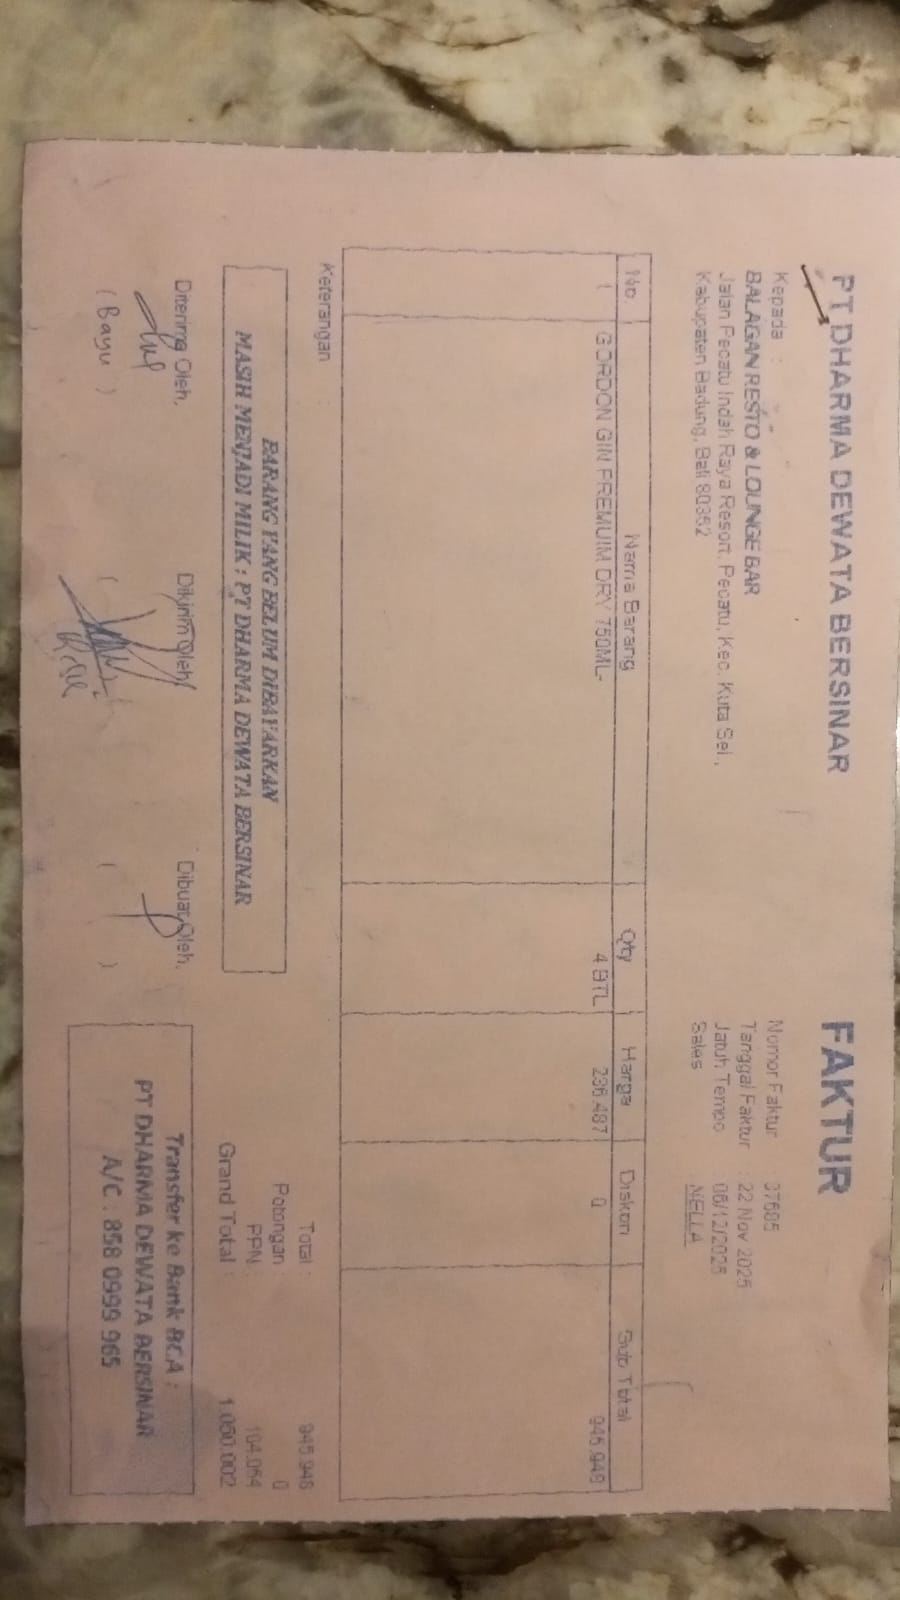 PT DHARMA DEWATA BERSINAR
FAKTUR
Kepada :
BALAGAN RESTO & LOUNGE BAR
Jalan Pecatu Indah Raya Resort, Pecatu, Kec. Kuta Sel.,
Kabupaten Badung, Bali 80362
Nomor Faktur : 37685
Tanggal Faktur : 22 Nov 2025
Jatuh Tempo : 06/12/2025
Sales : NELLA
No Nama Barang Qty Harga Diskon Sub Total
1 GORDON GIN PREMUIM DRY 750ML- 4 BTL 236.487 0 945.948
Keterangan :
Total : 945.948
Potongan : 0
PPN : 104.054
Grand Total : 1.050.002
BARANG YANG BELUM DIBAYARKAN
MASIH MENJADI MILIK : PT DHARMA DEWATA BERSINAR
Diterima Oleh, Dikirim Oleh, Dibuat Oleh,
( Bayu ) ( ( )
Transfer ke Bank BCA :
PT DHARMA DEWATA BERSINAR
A/C : 858 0999 965